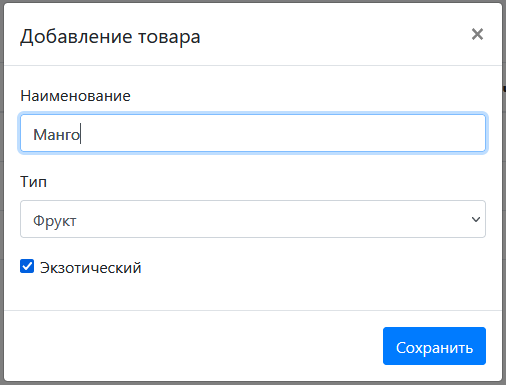 Добавление товара
×
Наименование
Манго
Тип
Фрукт
Экзотический
Сохранить